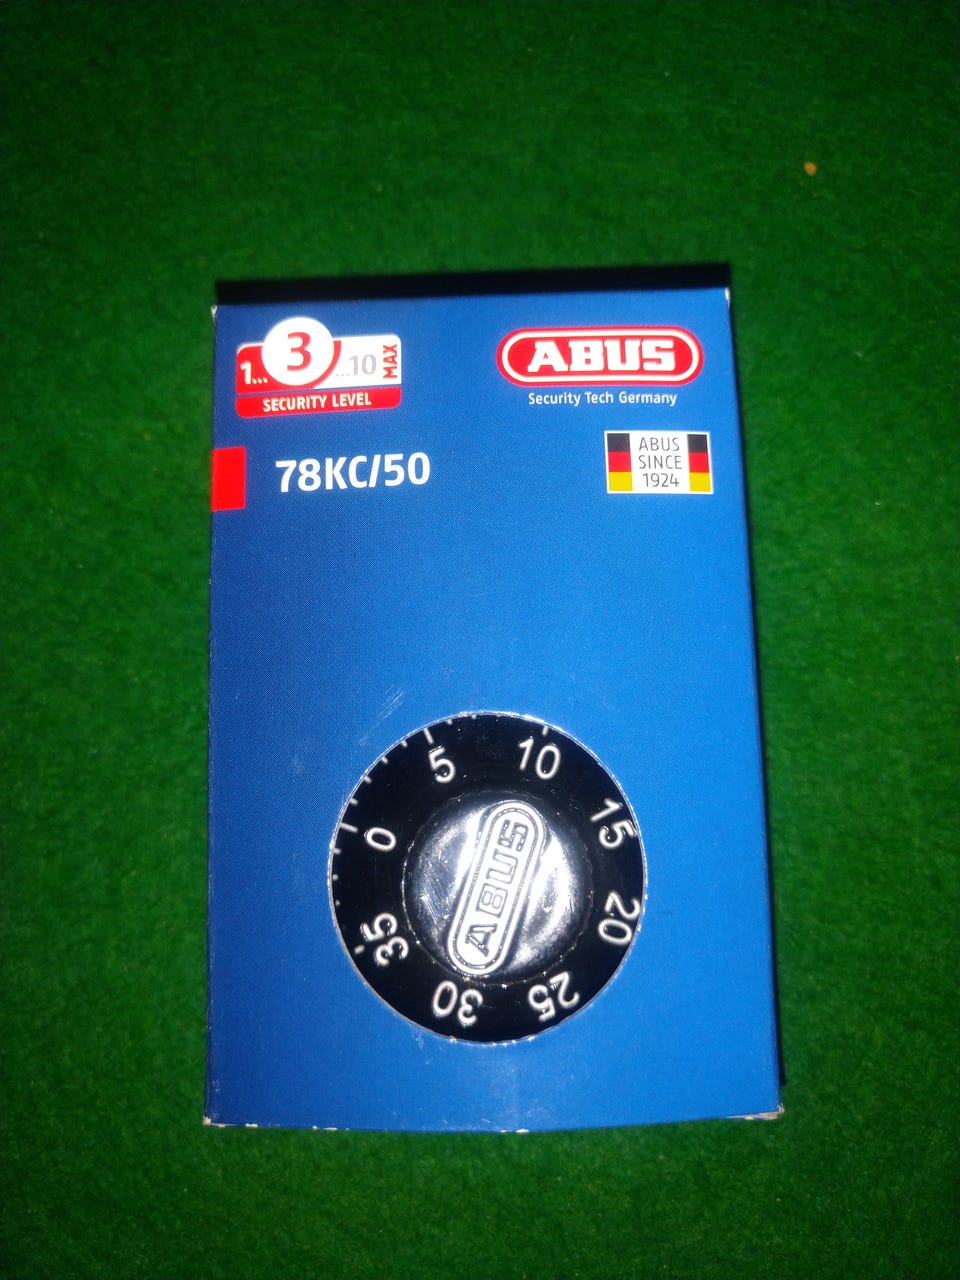 1... 3 ...10 MAX
SECURITY LEVEL
ABUS
Security Tech Germany
78KC/50
ABUS
SINCE
1924
0 5 10 15 20 25 30 35
ABUS